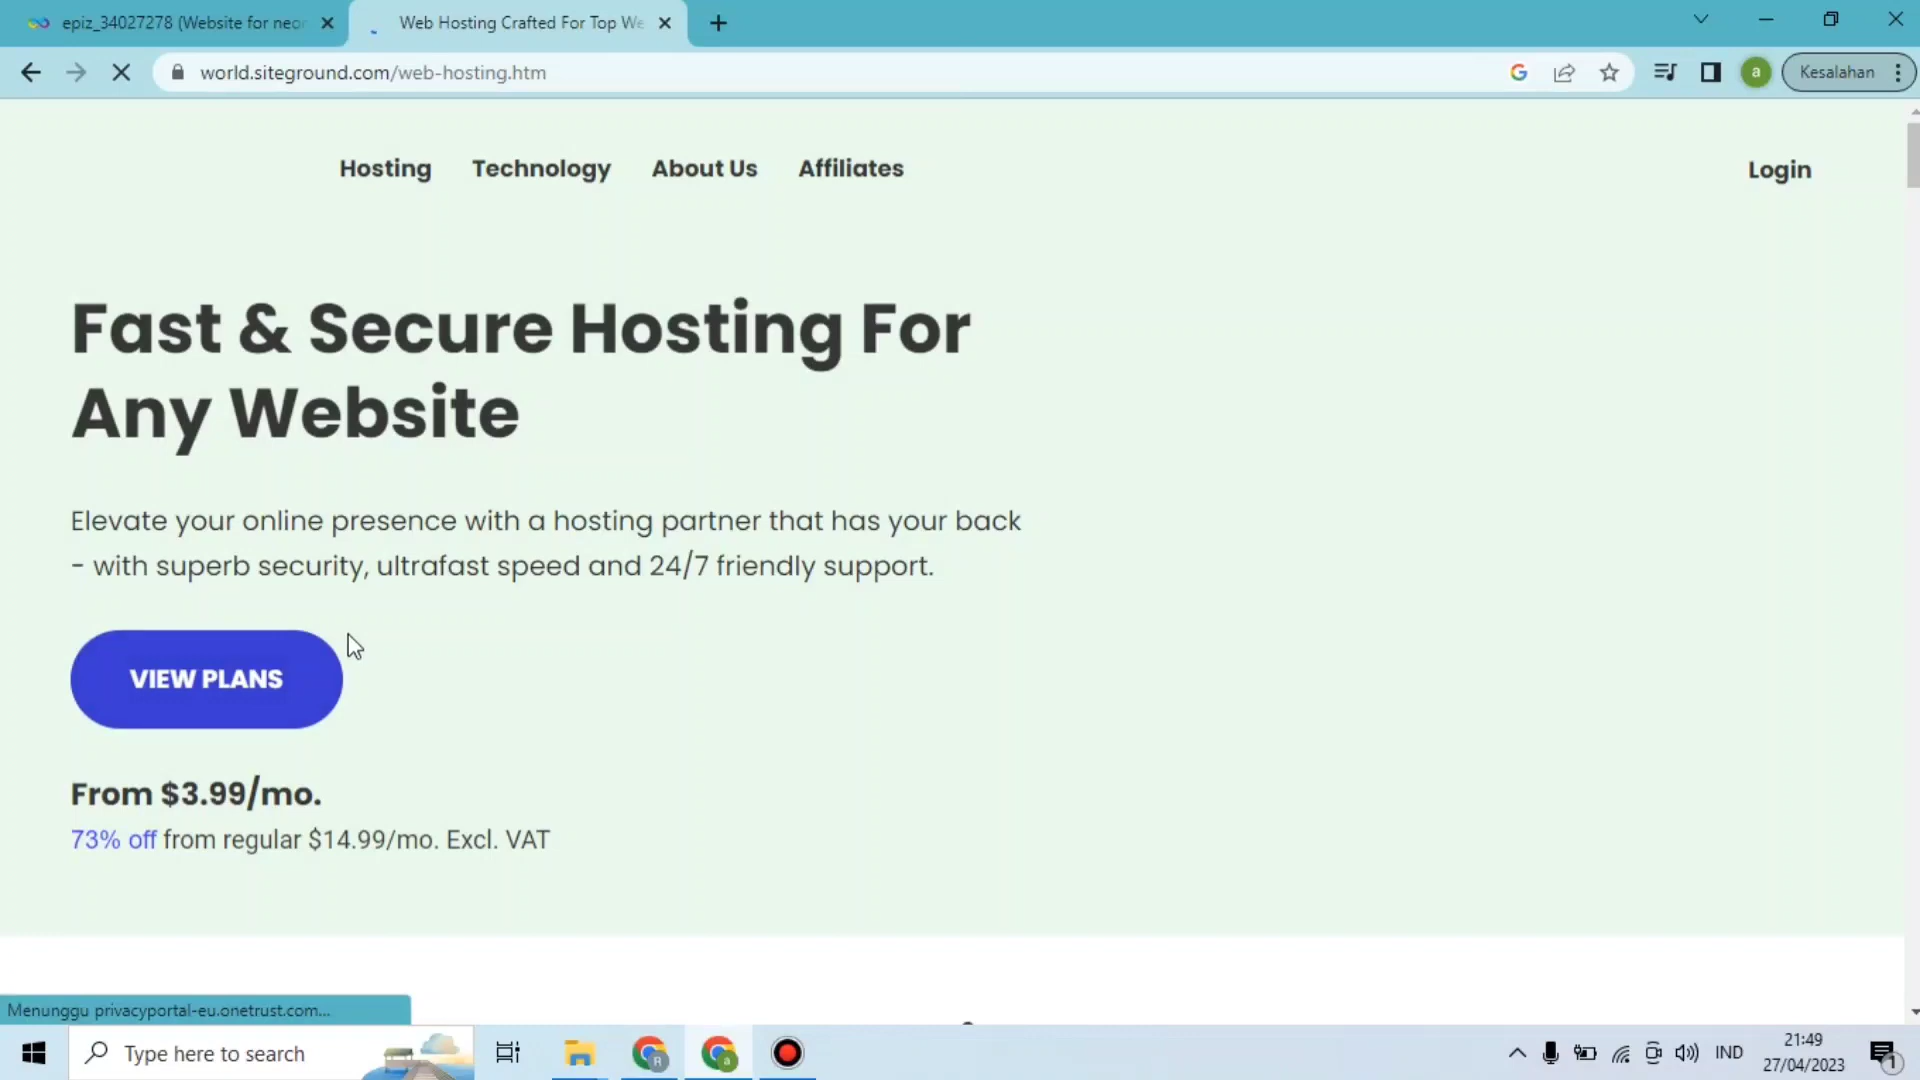 epiz_34027278 (Website for neo
Web Hosting Crafted For Top We
world.siteground.com/web-hosting.htm
Kesalahan
a
Hosting
Technology
About Us
Affiliates
Login
Fast & Secure Hosting For
Any Website
Elevate your online presence with a hosting partner that has your back
- with superb security, ultrafast speed and 24/7 friendly support.
VIEW PLANS
From $3.99/mo.
73% off from regular $14.99/mo. Excl. VAT
Menunggu privacyportal-eu.onetrust.com...
Type here to search
R
a
IND
21:49
27/04/2023
1